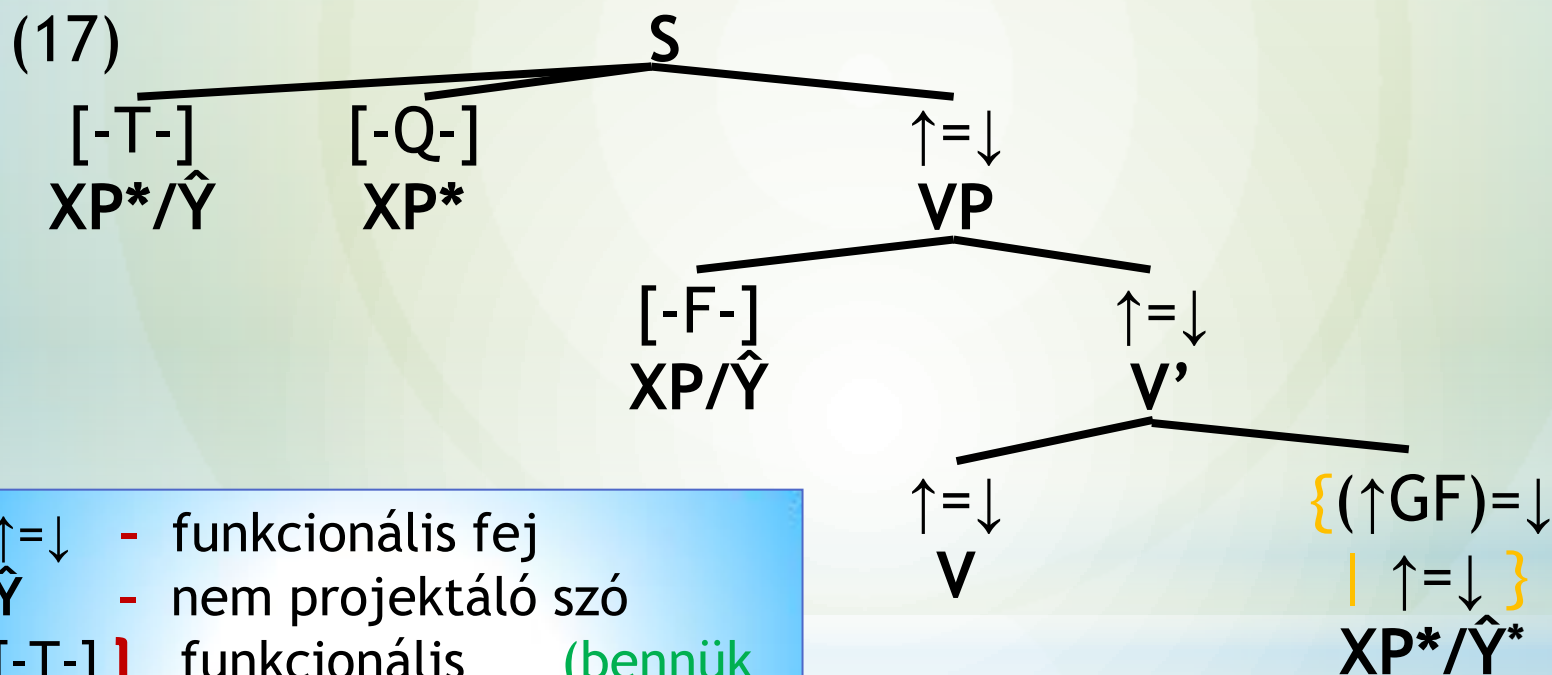 (17) S
[-T-] [-Q-] ↑=↓
XP*/Ŷ XP* VP
[-F-] ↑=↓
XP/Ŷ V’
↑=↓ {(↑GF)=↓
V | ↑=↓ }
XP*/Ŷ*
↑=↓ - funkcionális fej
Ŷ - nem projektáló szó
[-T-] } funkcionális (bennük